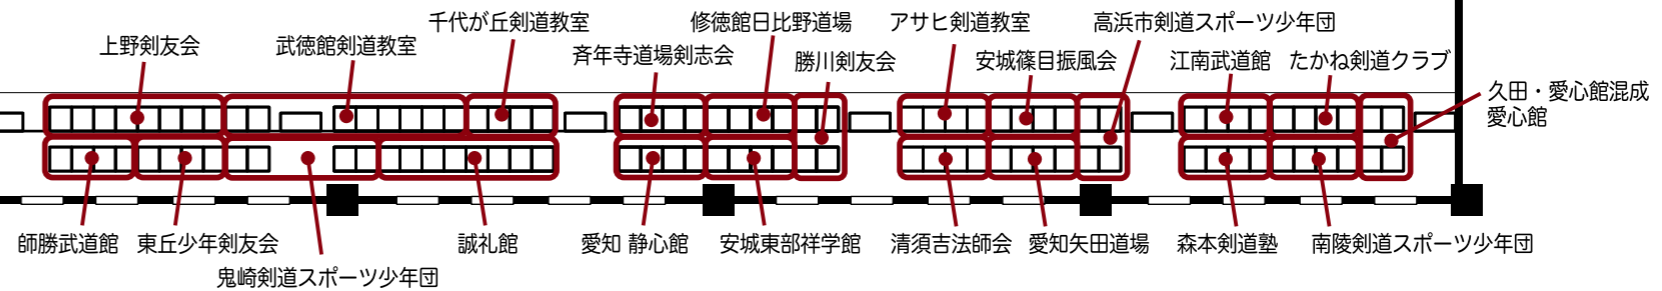 千代が丘剣道教室
修徳館日比野道場
アサヒ剣道教室
高浜市剣道スポーツ少年団
上野剣友会
武徳館剣道教室
斉年寺道場剣志会
勝川剣友会
安城篠目振風会
江南武道館
たかね剣道クラブ
久田・愛心館混成
愛心館
師勝武道館
東丘少年剣友会
鬼崎剣道スポーツ少年団
誠礼館
愛知 静心館
安城東部祥学館
清須吉法師会
愛知矢田道場
森本剣道塾
南陵剣道スポーツ少年団